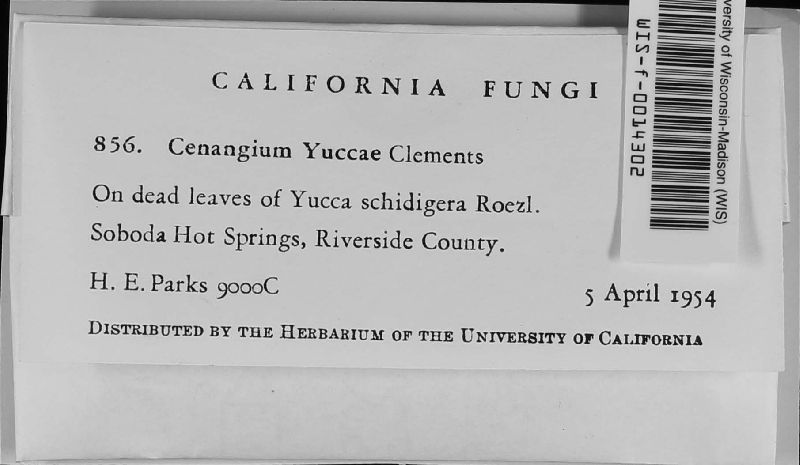 CALIFORNIA FUNGI
856. Cenangium Yuccae Clements
On dead leaves of Yucca schidigera Roezl.
Soboda Hot Springs, Riverside County.
H. E. Parks 9000C
5 April 1954
DISTRIBUTED BY THE HERBARIUM OF THE UNIVERSITY OF CALIFORNIA
versity of Wisconsin-Madison (WIS)
WIS-f-0014302